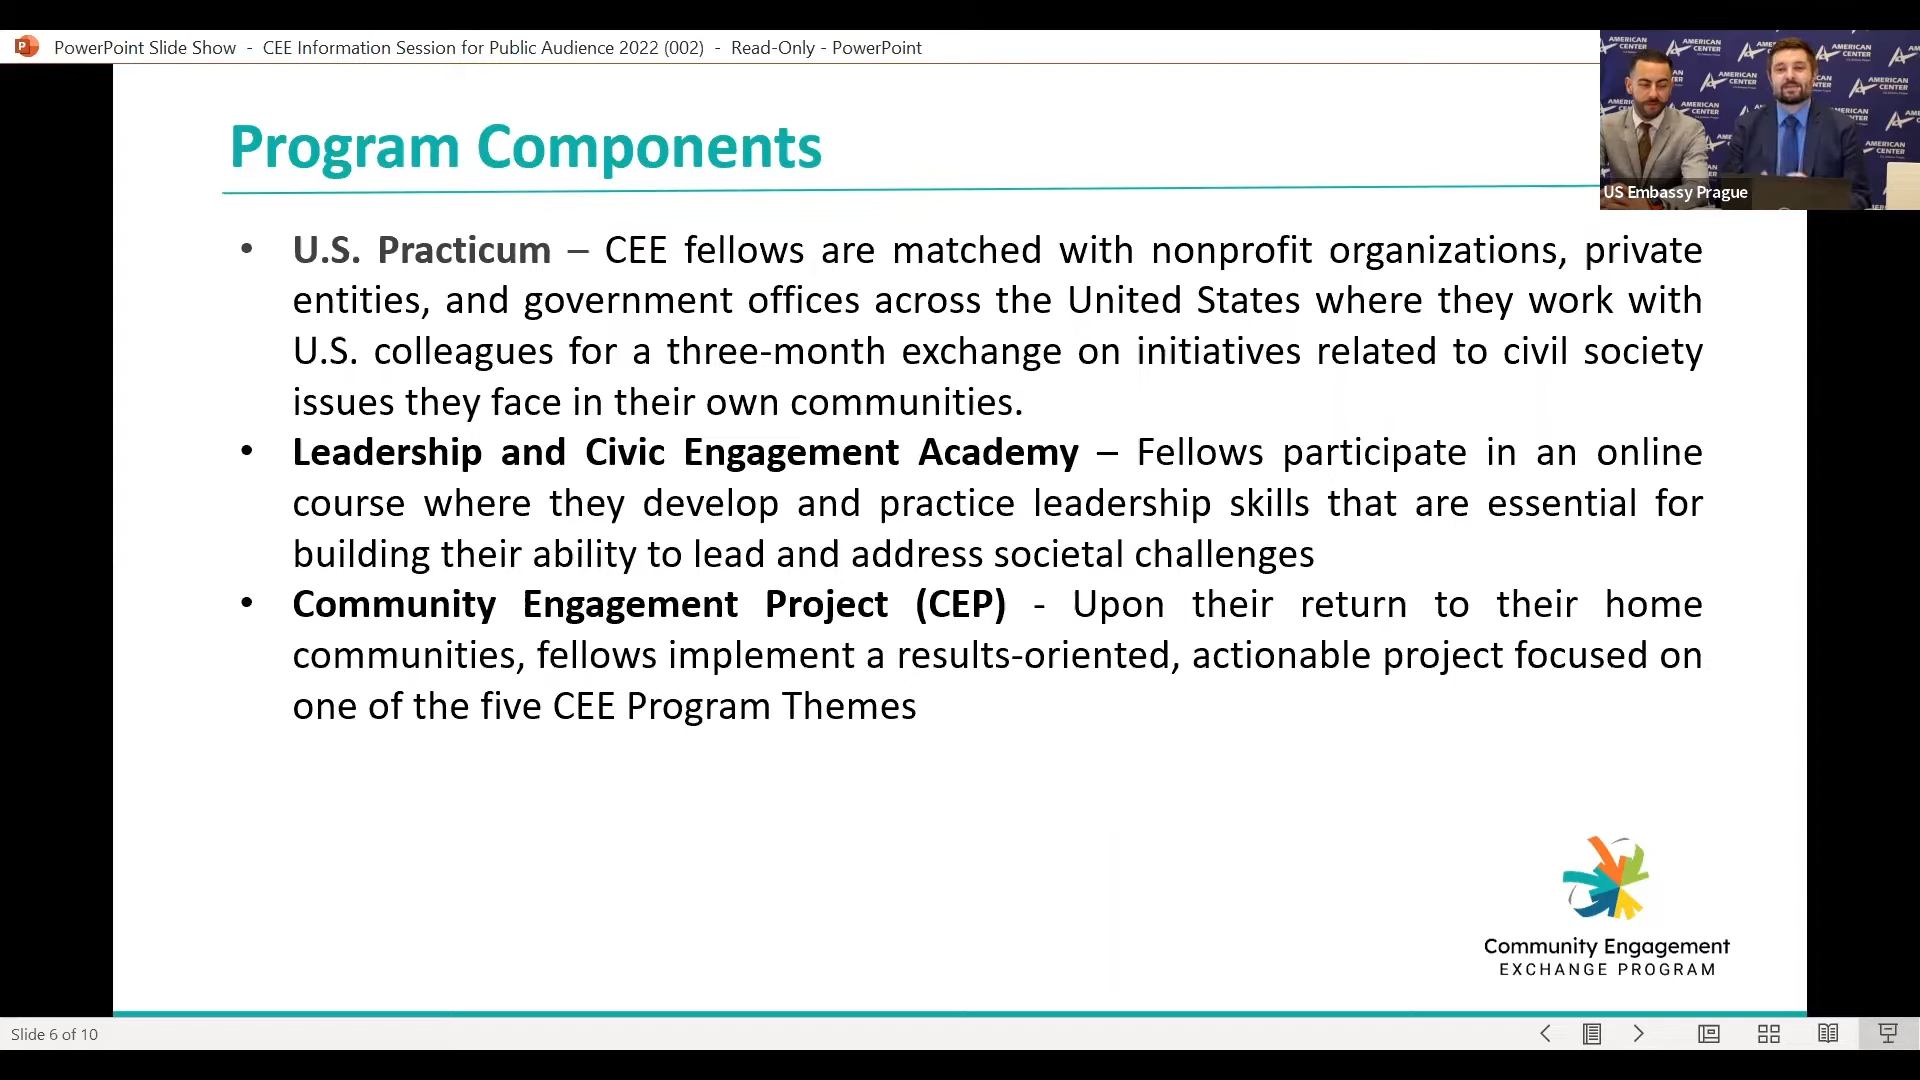 PowerPoint Slide Show - CEE Information Session for Public Audience 2022 (002) - Read-Only - PowerPoint
AMERICAN CENTER
US Embassy Prague
Program Components
• U.S. Practicum – CEE fellows are matched with nonprofit organizations, private
entities, and government offices across the United States where they work with
U.S. colleagues for a three-month exchange on initiatives related to civil society
issues they face in their own communities.
• Leadership and Civic Engagement Academy – Fellows participate in an online
course where they develop and practice leadership skills that are essential for
building their ability to lead and address societal challenges
• Community Engagement Project (CEP) - Upon their return to their home
communities, fellows implement a results-oriented, actionable project focused on
one of the five CEE Program Themes
Community Engagement
EXCHANGE PROGRAM
Slide 6 of 10